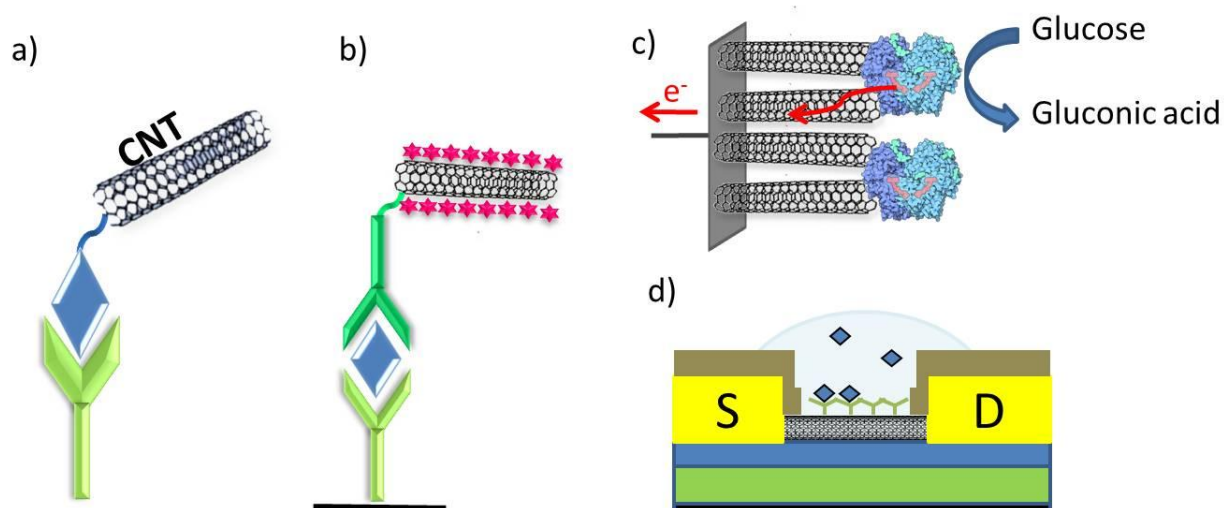 a)
CNT
b)
c)
e-
Glucose
Gluconic acid
d)
S
D